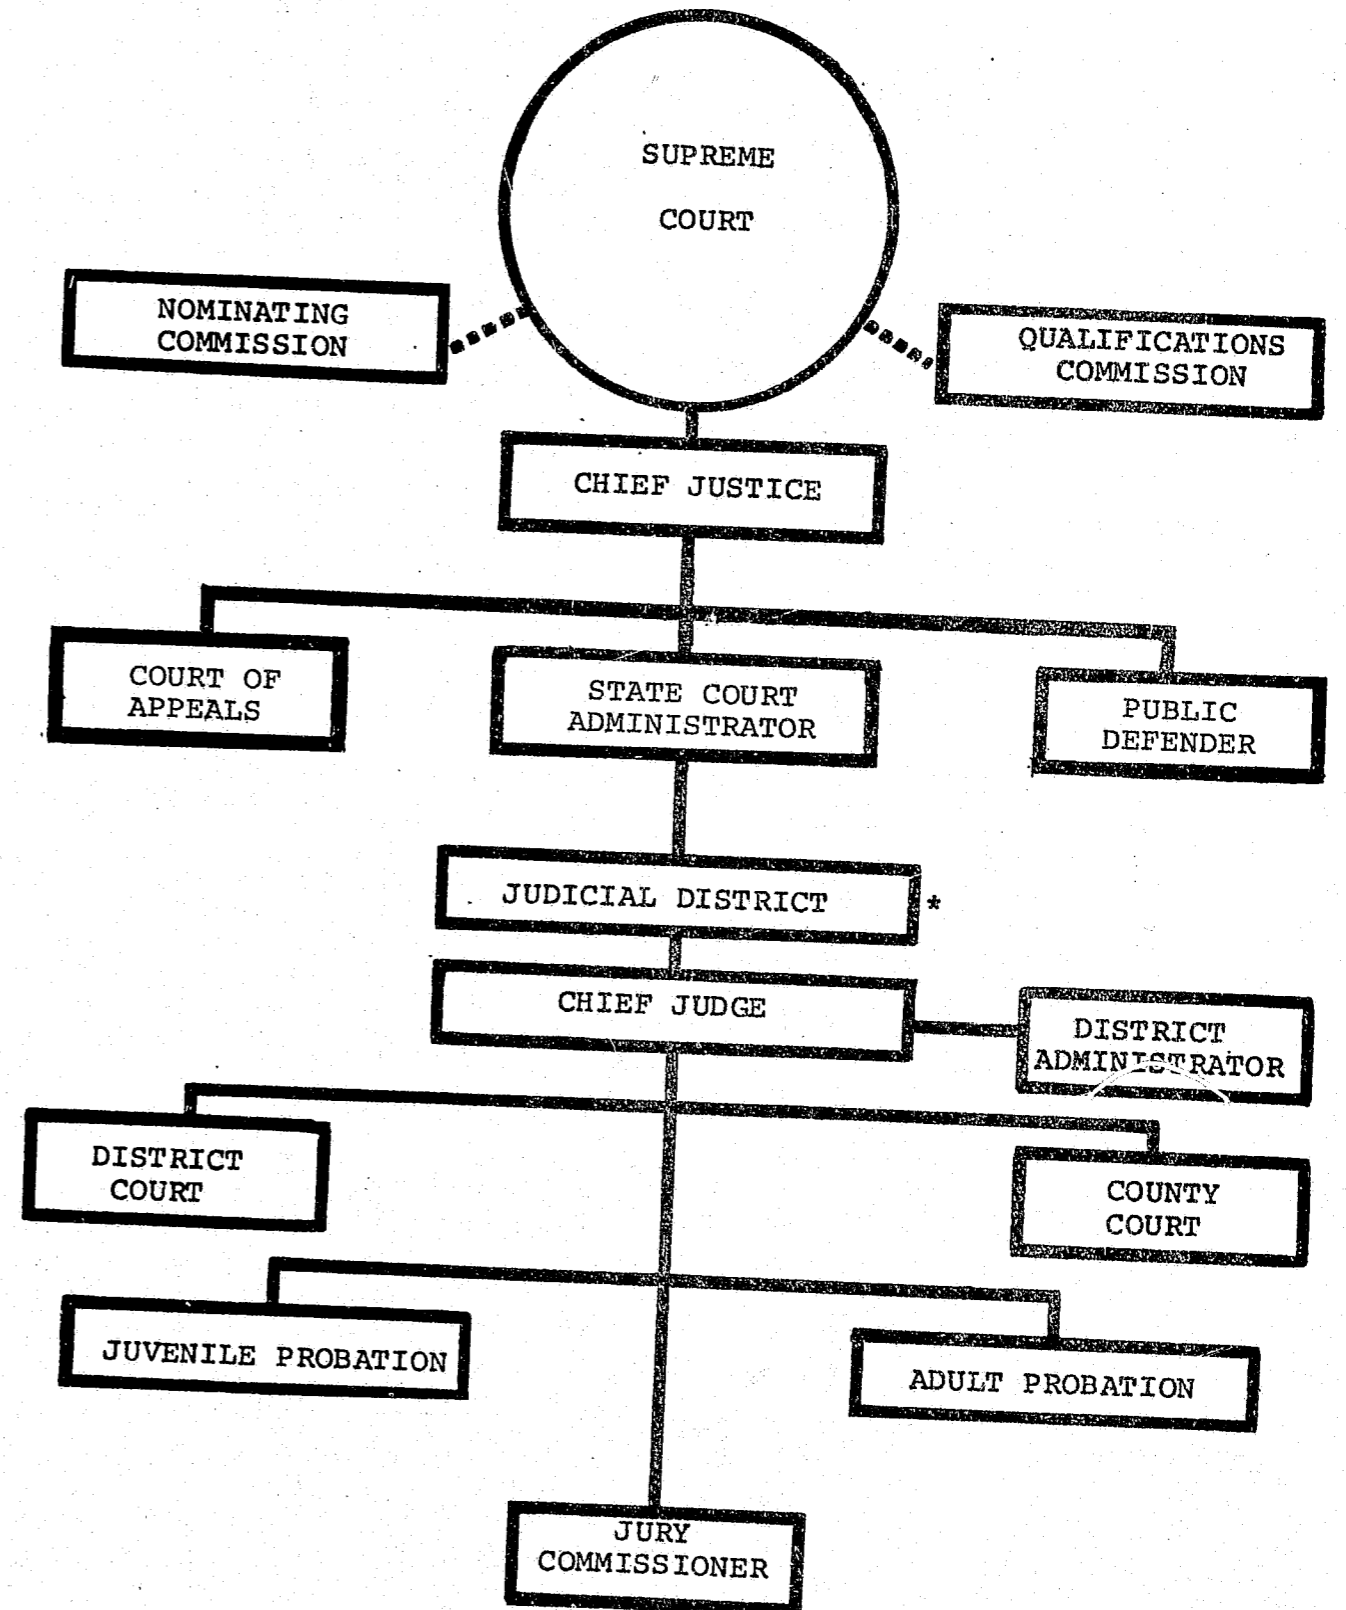 SUPREME
COURT
NOMINATING
COMMISSION
QUALIFICATIONS
COMMISSION
CHIEF JUSTICE
COURT OF
APPEALS
STATE COURT
ADMINISTRATOR
PUBLIC
DEFENDER
JUDICIAL DISTRICT *
CHIEF JUDGE
DISTRICT
ADMINISTRATOR
DISTRICT
COURT
COUNTY
COURT
JUVENILE PROBATION
ADULT PROBATION
JURY
COMMISSIONER